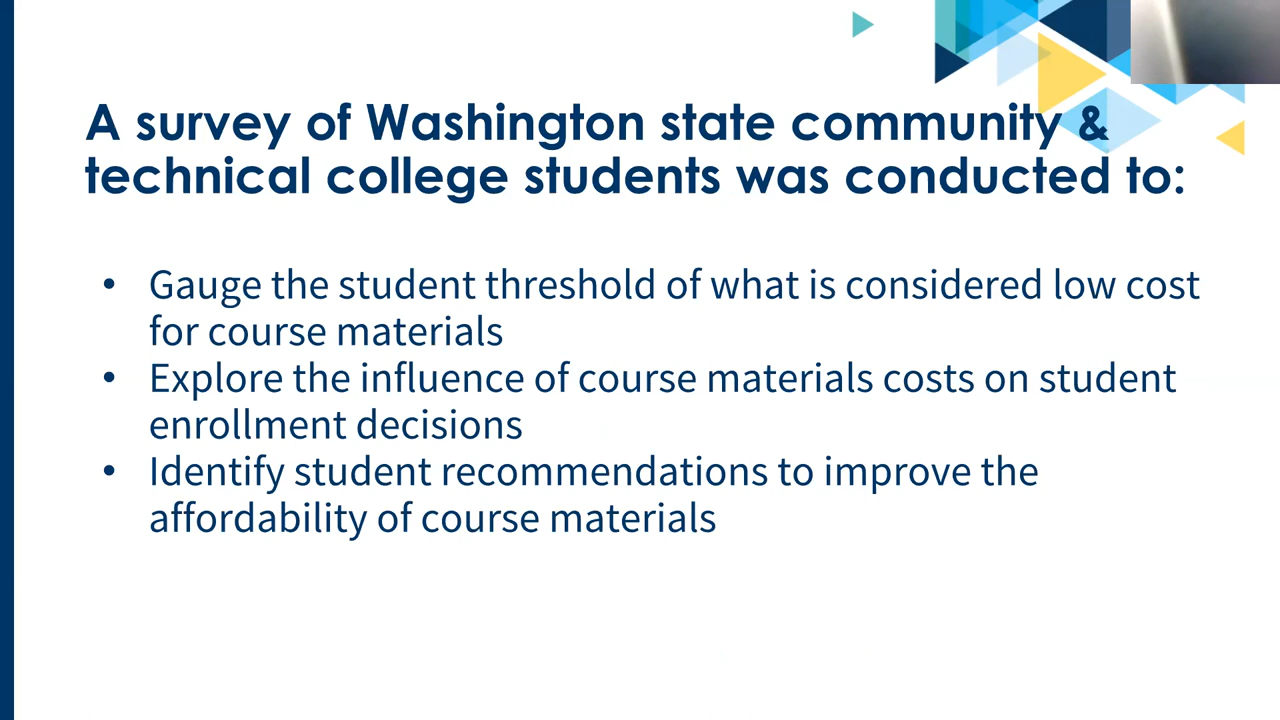 A survey of Washington state community &
technical college students was conducted to:
• Gauge the student threshold of what is considered low cost
for course materials
• Explore the influence of course materials costs on student
enrollment decisions
• Identify student recommendations to improve the
affordability of course materials